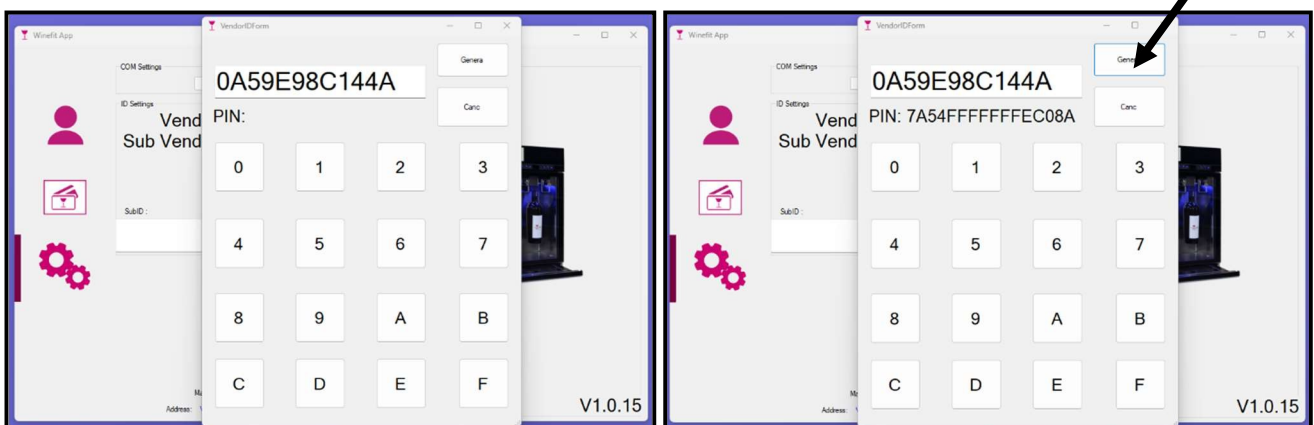 VendorIDForm
Winefit App
COM Settings
Genera
0A59E98C144A
ID Settings
Canc
Vend
PIN:
Sub Vend
0 1 2 3
SubID :
4 5 6 7
8 9 A B
C D E F
Address:
V1.0.15
VendorIDForm
Winefit App
COM Settings
0A59E98C144A
ID Settings
Canc
Vend
PIN: 7A54FFFFFFFEC08A
Sub Vend
0 1 2 3
SubID :
4 5 6 7
8 9 A B
C D E F
Address:
V1.0.15